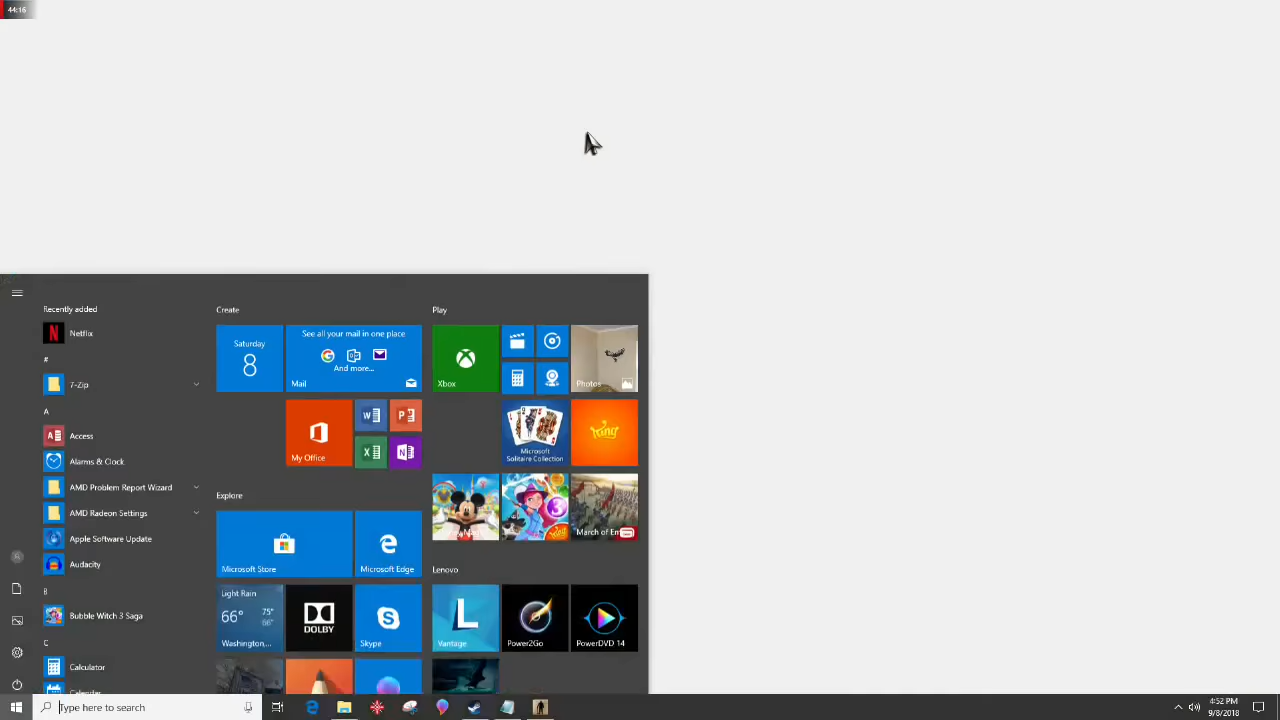 44:16
Recently added
Netflix
#
7-Zip
A
Access
Alarms & Clock
AMD Problem Report Wizard
AMD Radeon Settings
Apple Software Update
Audacity
B
Bubble Witch 3 Saga
C
Calculator
Calendar
Create
Saturday
8
See all your mail in one place
And more...
Mail
My Office
Explore
Microsoft Store
Microsoft Edge
Light Rain
66° 75°
66°
Washington,...
DOLBY
Skype
Play
Xbox
Photos
Microsoft
Solitaire Collection
King
3
King
March of Em
Lenovo
L
Vantage
Power2Go
PowerDVD 14
Type here to search
4:52 PM
9/8/2018